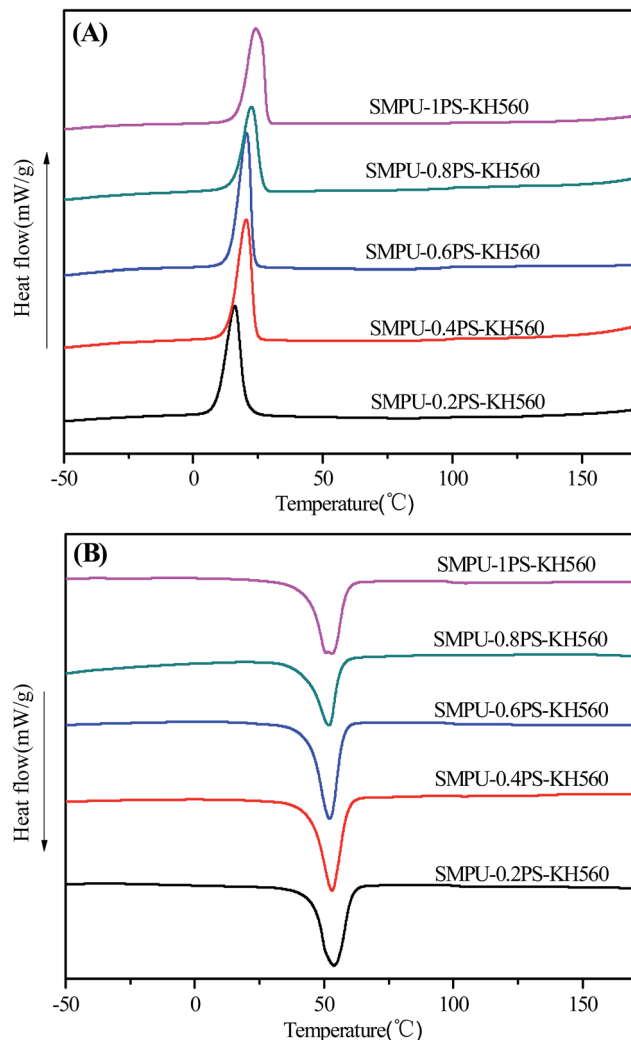 (A)
SMPU-1PS-KH560
SMPU-0.8PS-KH560
SMPU-0.6PS-KH560
SMPU-0.4PS-KH560
SMPU-0.2PS-KH560
Heat flow(mW/g)
-50 0 50 100 150
Temperature(℃)
(B)
SMPU-1PS-KH560
SMPU-0.8PS-KH560
SMPU-0.6PS-KH560
SMPU-0.4PS-KH560
SMPU-0.2PS-KH560
Heat flow(mW/g)
-50 0 50 100 150
Temperature(℃)